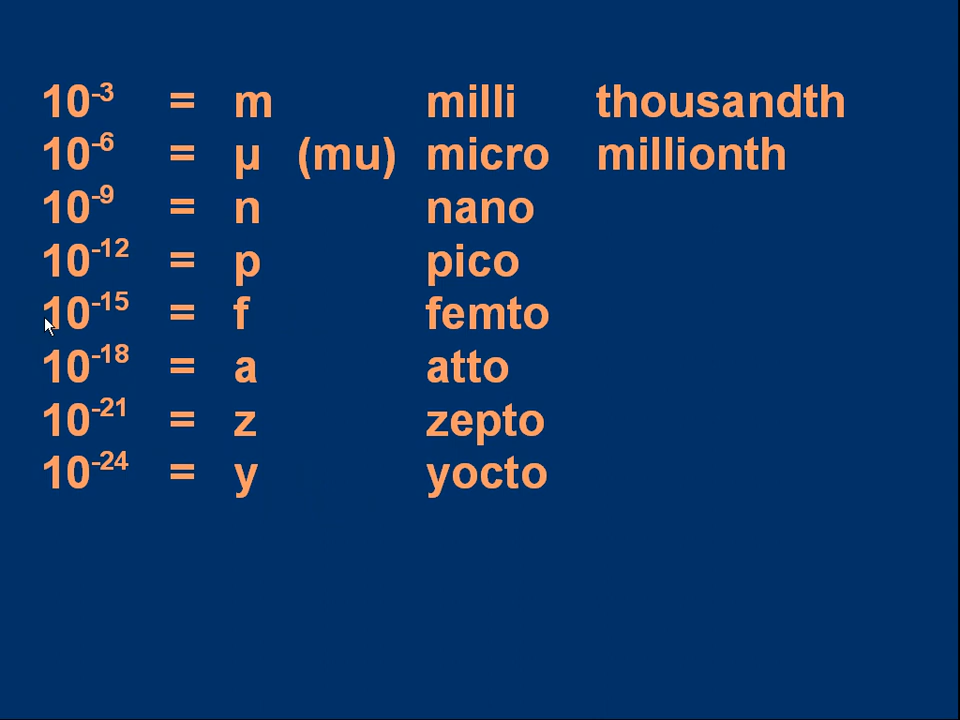 10⁻³ = m milli thousandth
10⁻⁶ = µ (mu) micro millionth
10⁻⁹ = n nano
10⁻¹² = p pico
10⁻¹⁵ = f femto
10⁻¹⁸ = a atto
10⁻²¹ = z zepto
10⁻²⁴ = y yocto